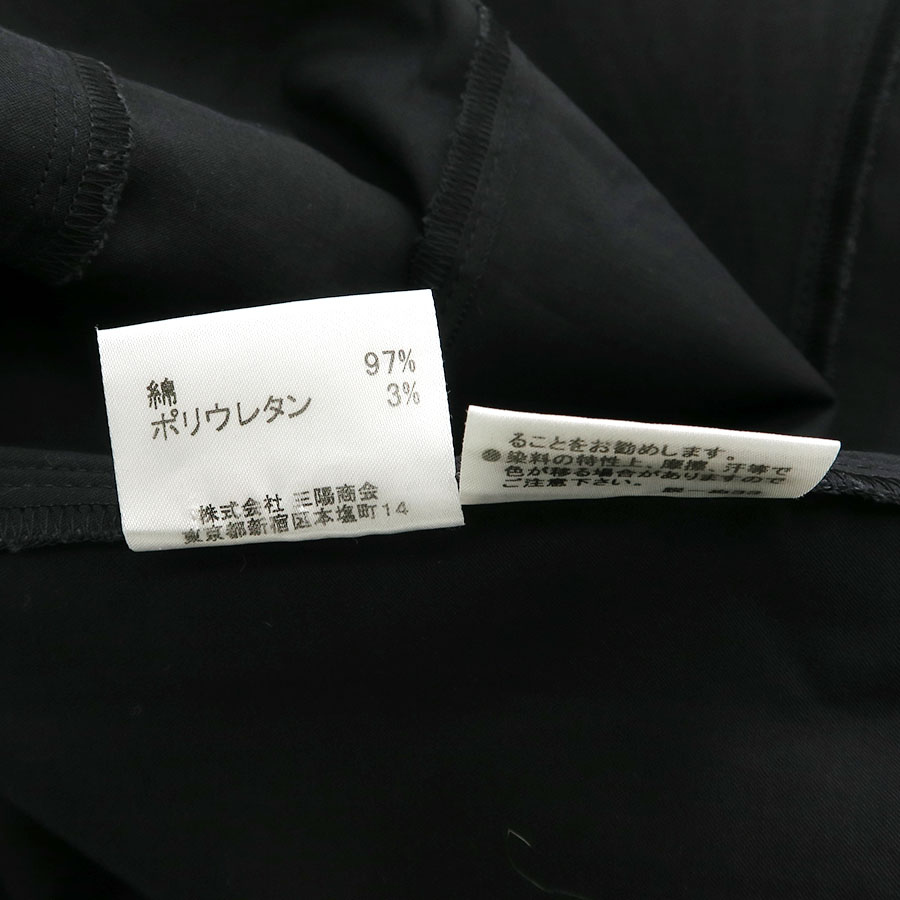 綿 97%
ポリウレタン 3%
株式会社 三陽商会
東京都新宿区本塩町14
ることをお勧めします。
●染料の特性上、摩擦、汗等で
色が移る場合がありますので
ご注意下さい。